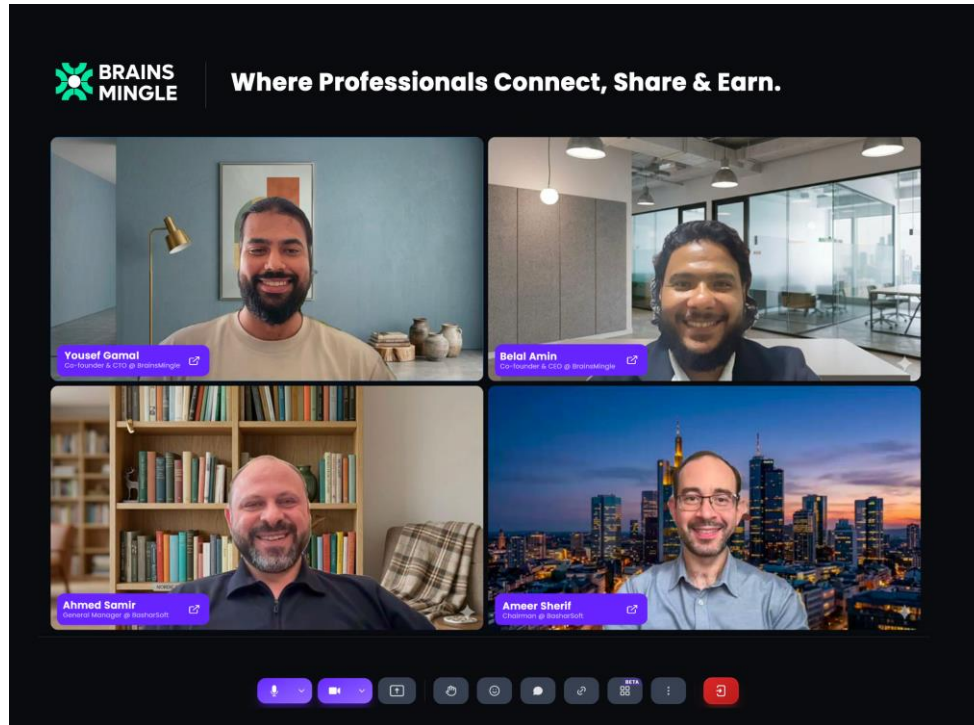 BRAINS
MINGLE
Where Professionals Connect, Share & Earn.
Yousef Gamal
Co-founder & CTO @ BrainsMingle
Belal Amin
Co-founder & CEO @ BrainsMingle
Ahmed Samir
General Manager @ BasharSoft
Ameer Sherif
Chairman @ BasharSoft
BETA